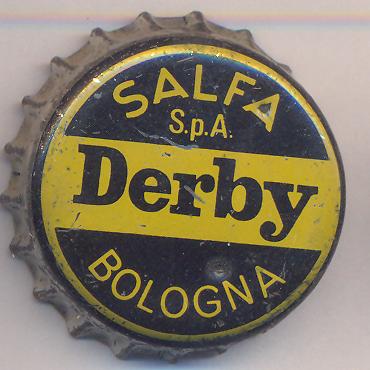 SALFA
S.p.A.
Derby
BOLOGNA